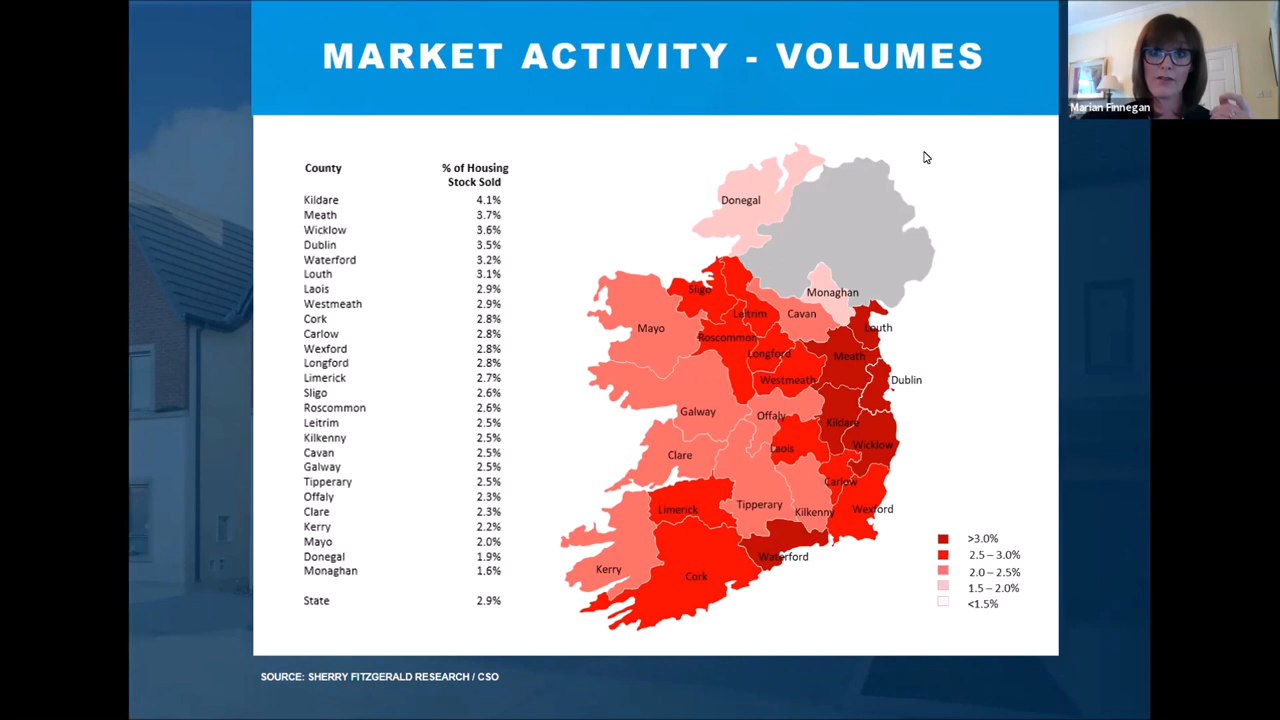 MARKET ACTIVITY - VOLUMES
Marian Finnegan
County % of Housing
Stock Sold
Kildare 4.1%
Meath 3.7%
Wicklow 3.6%
Dublin 3.5%
Waterford 3.2%
Louth 3.1%
Laois 2.9%
Westmeath 2.9%
Cork 2.8%
Carlow 2.8%
Wexford 2.8%
Longford 2.8%
Limerick 2.7%
Sligo 2.6%
Roscommon 2.6%
Leitrim 2.5%
Kilkenny 2.5%
Cavan 2.5%
Galway 2.5%
Tipperary 2.5%
Offaly 2.3%
Clare 2.3%
Kerry 2.2%
Mayo 2.0%
Donegal 1.9%
Monaghan 1.6%
State 2.9%
Donegal
Monaghan
Sligo
Leitrim
Cavan
Mayo
Louth
Roscommon
Longford
Meath
Westmeath
Dublin
Galway
Offaly
Kildare
Laois
Wicklow
Clare
Carlow
Tipperary
Limerick
Kilkenny
Wexford
Waterford
Kerry
Cork
>3.0%
2.5 – 3.0%
2.0 – 2.5%
1.5 – 2.0%
<1.5%
SOURCE: SHERRY FITZGERALD RESEARCH / CSO